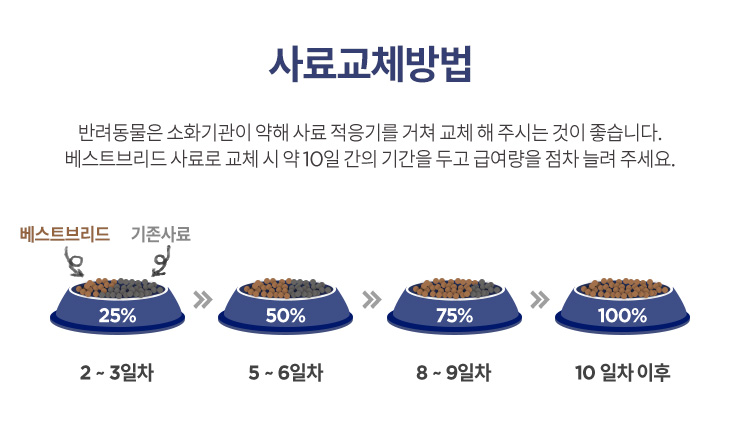 사료교체방법
반려동물은 소화기관이 약해 사료 적응기를 거쳐 교체 해 주시는 것이 좋습니다.
베스트브리드 사료로 교체 시 약 10일 간의 기간을 두고 급여량을 점차 늘려 주세요.
베스트브리드 기존사료
25% » 50% » 75% » 100%
2 ~ 3일차 5 ~ 6일차 8 ~ 9일차 10 일차 이후